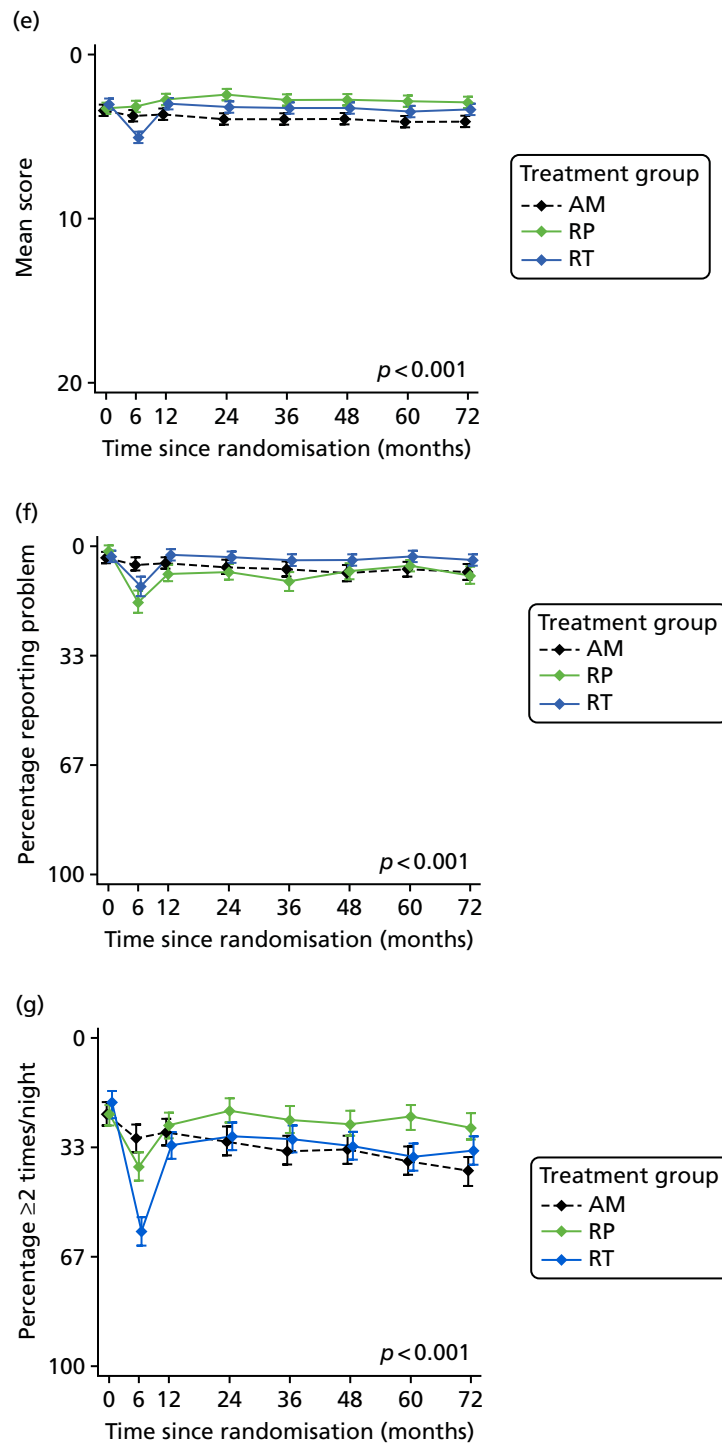 (e)
0
10
20
Mean score
p < 0.001
0 6 12 24 36 48 60 72
Time since randomisation (months)
Treatment group
AM
RP
RT
(f)
0
33
67
100
Percentage reporting problem
p < 0.001
0 6 12 24 36 48 60 72
Time since randomisation (months)
Treatment group
AM
RP
RT
(g)
0
33
67
100
Percentage ≥2 times/night
p < 0.001
0 6 12 24 36 48 60 72
Time since randomisation (months)
Treatment group
AM
RP
RT